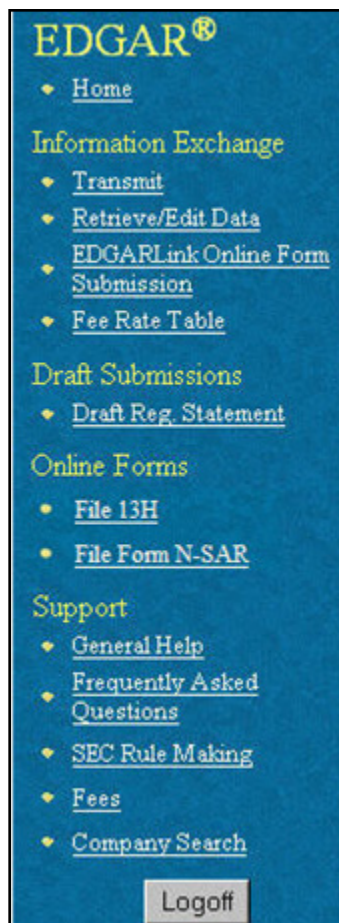 EDGAR®
Home
Information Exchange
Transmit
Retrieve/Edit Data
EDGARLink Online Form
Submission
Fee Rate Table
Draft Submissions
Draft Reg. Statement
Online Forms
File 13H
File Form N-SAR
Support
General Help
Frequently Asked
Questions
SEC Rule Making
Fees
Company Search
Logoff